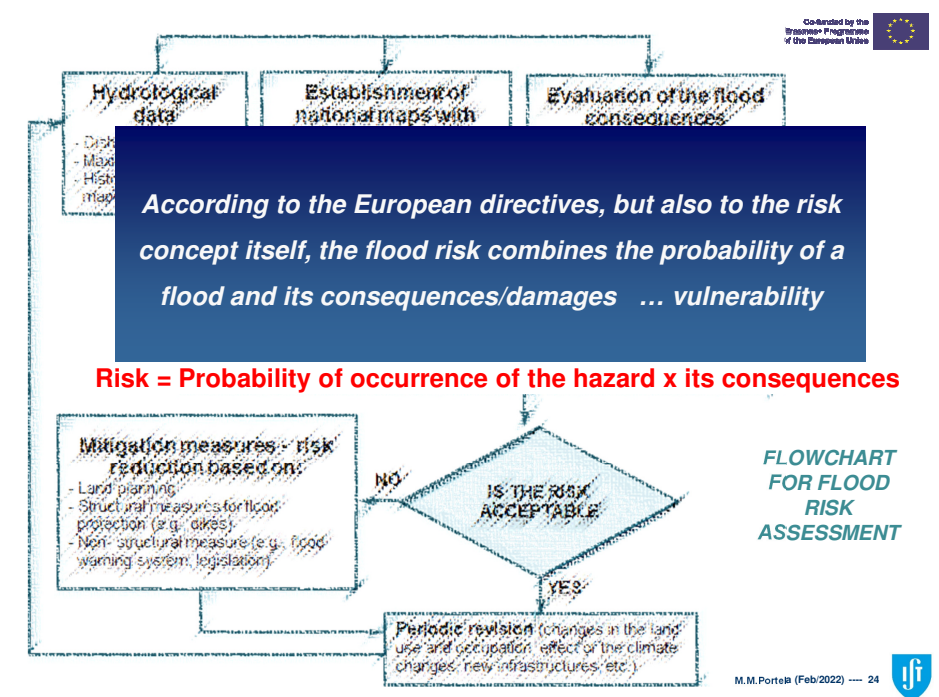 Co-funded by the
Erasmus+ Programme
of the European Union
Hydrological
data
Establishment of
national maps with
Evaluation of the flood
consequences
- Dish
- Maxi
- Hist
map
According to the European directives, but also to the risk
concept itself, the flood risk combines the probability of a
flood and its consequences/damages … vulnerability
Risk = Probability of occurrence of the hazard x its consequences
Mitigation measures - risk
reduction based on:
- Land planning
- Structural measures for flood
protection (e.g., dikes)
- Non- structural measure (e.g., flood
warning system, legislation)
NO
IS THE RISK
ACCEPTABLE
YES
FLOWCHART
FOR FLOOD
RISK
ASSESSMENT
Periodic revision (changes in the land
use and occupation, effect of the climate
changes, new infrastructures, etc.)
M.M.Portela (Feb/2022) ---- 24